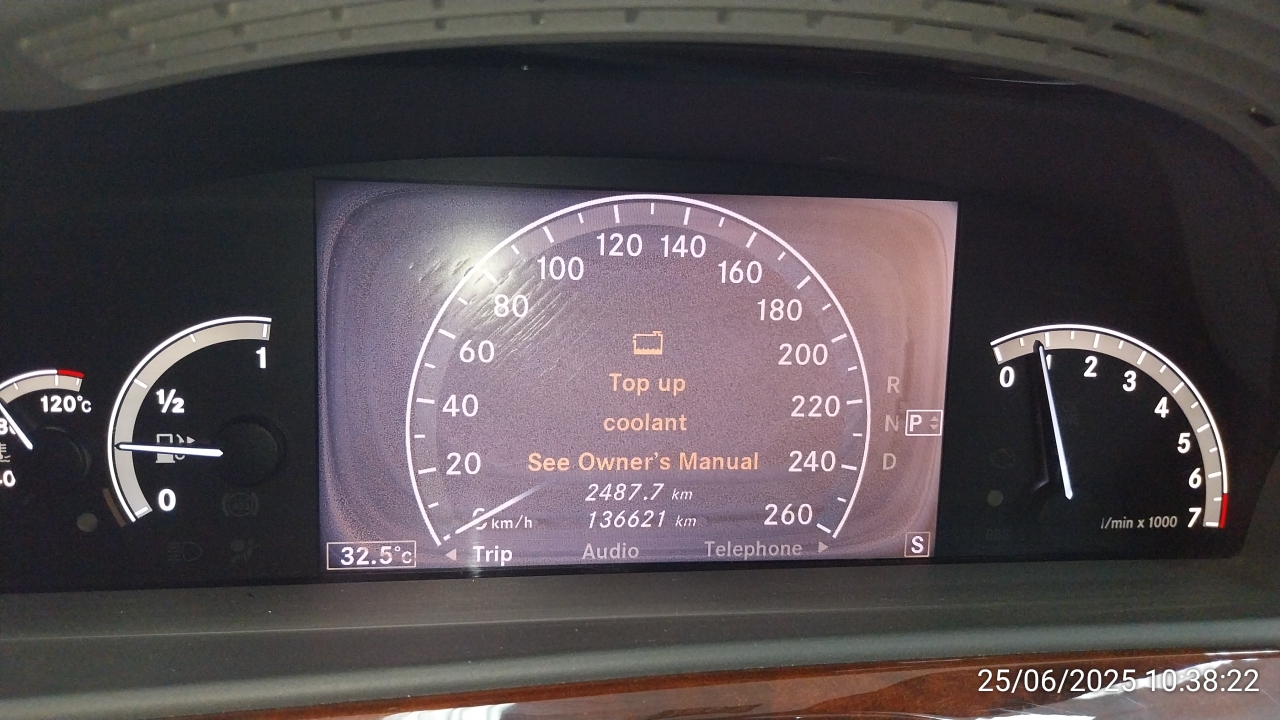 120 140
100 160
80 180
60 200
40 220
20 240
260
Top up
coolant
See Owner's Manual
2487.7 km
136621 km
km/h
32.5°c
Trip Audio Telephone
R
N P
D
S
120°c
1
½
0
0 1 2 3 4 5 6 7
1/min x 1000
25/06/2025 10:38:22